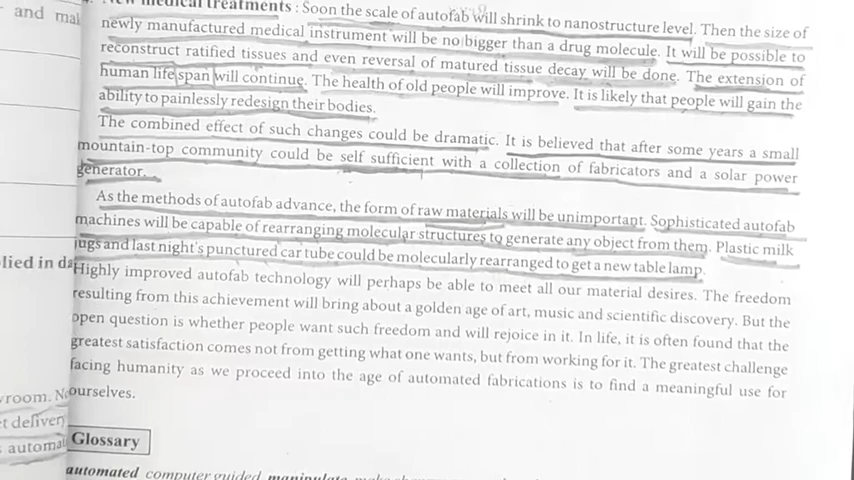 and mak
medical treatments : Soon the scale of autofab will shrink to nanostructure level. Then the size of
newly manufactured medical instrument will be no bigger than a drug molecule. It will be possible to
reconstruct ratified tissues and even reversal of matured tissue decay will be done. The extension of
human life span will continue. The health of old people will improve. It is likely that people will gain the
ability to painlessly redesign their bodies.
The combined effect of such changes could be dramatic. It is believed that after some years a small
mountain-top community could be self sufficient with a collection of fabricators and a solar power
generator.
As the methods of autofab advance, the form of raw materials will be unimportant. Sophisticated autofab
machines will be capable of rearranging molecular structures to generate any object from them. Plastic milk
jugs and last night's punctured car tube could be molecularly rearranged to get a new table lamp.
lied in da
Highly improved autofab technology will perhaps be able to meet all our material desires. The freedom
resulting from this achievement will bring about a golden age of art, music and scientific discovery. But the
open question is whether people want such freedom and will rejoice in it. In life, it is often found that the
greatest satisfaction comes not from getting what one wants, but from working for it. The greatest challenge
facing humanity as we proceed into the age of automated fabrications is to find a meaningful use for
ourselves.
room. No
t delivery
automat
Glossary
automated computer guided manipulate